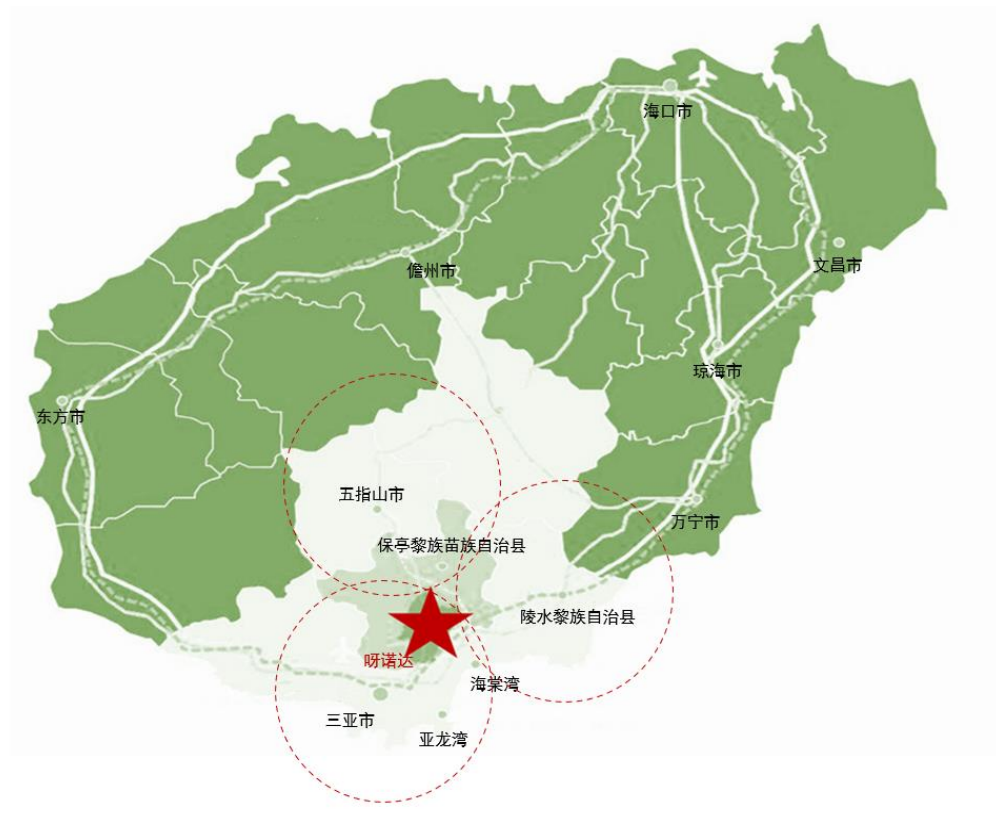 海口市
文昌市
儋州市
琼海市
东方市
五指山市
万宁市
保亭黎族苗族自治县
陵水黎族自治县
呀诺达
海棠湾
三亚市
亚龙湾